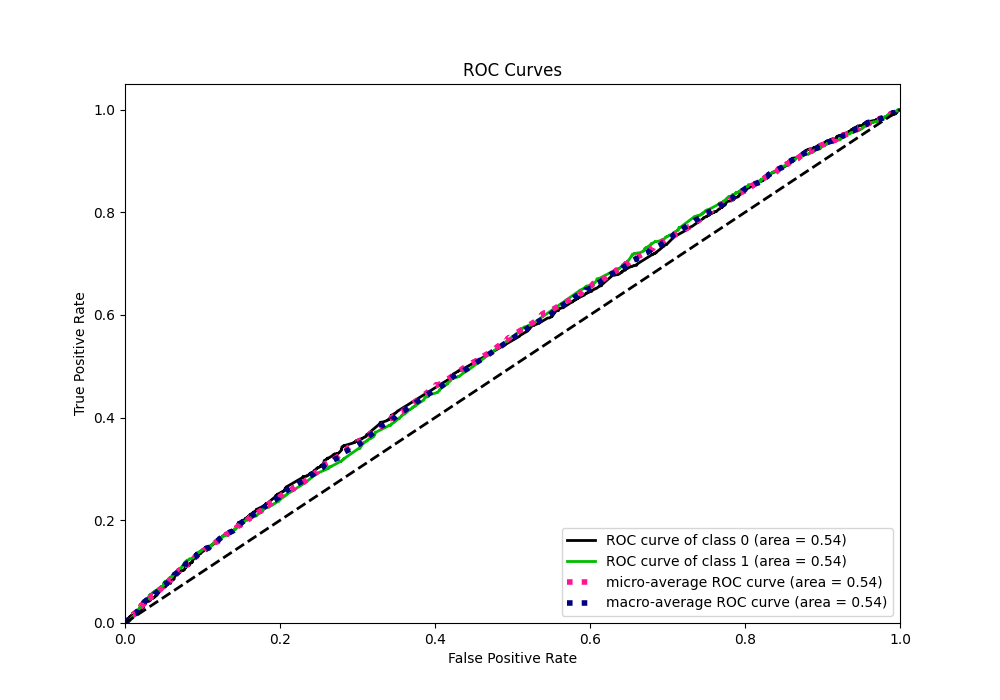 ROC Curves
True Positive Rate
1.0
0.8
0.6
0.4
0.2
0.0
ROC curve of class 0 (area = 0.54)
ROC curve of class 1 (area = 0.54)
micro-average ROC curve (area = 0.54)
macro-average ROC curve (area = 0.54)
0.0 0.2 0.4 0.6 0.8 1.0
False Positive Rate